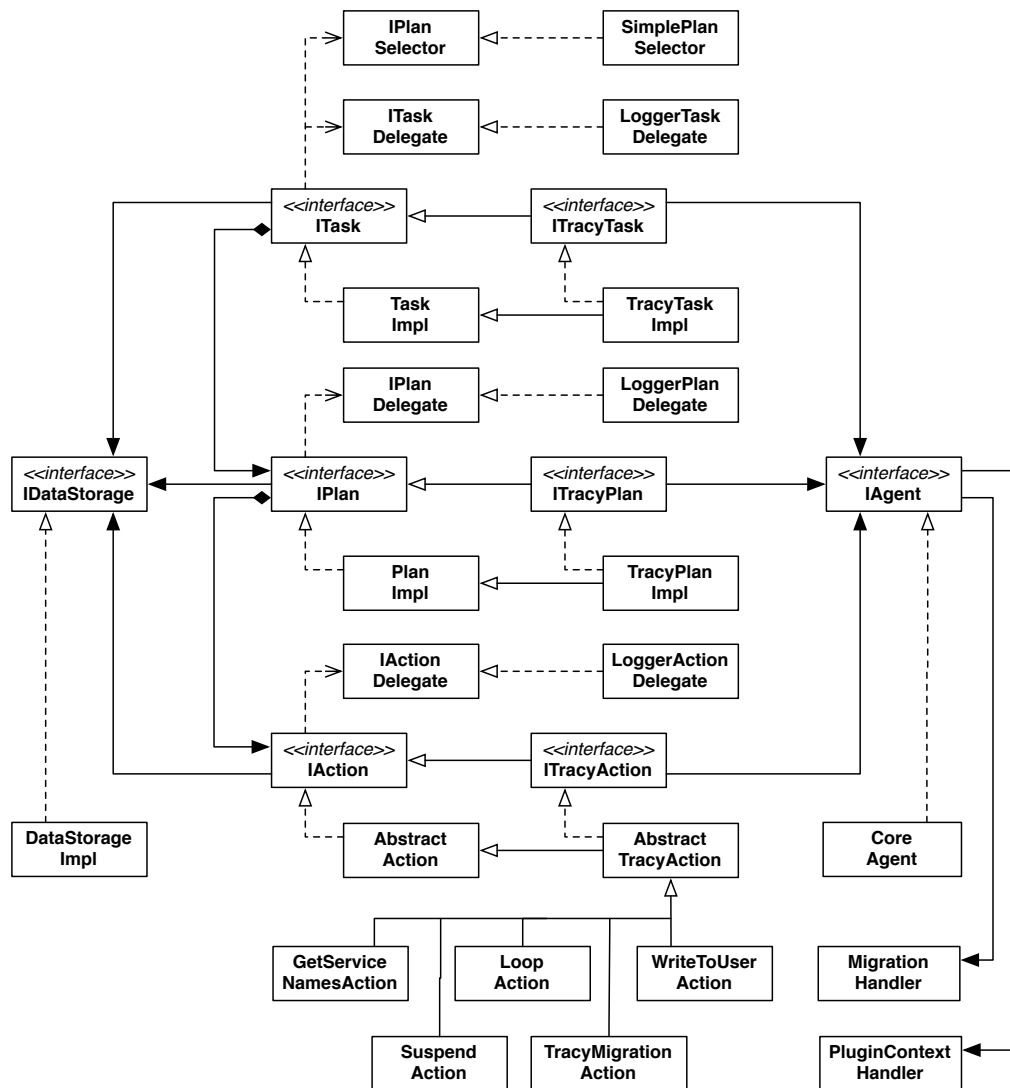 IPlan
Selector
SimplePlan
Selector
ITask
Delegate
LoggerTask
Delegate
<<interface>>
ITask
<<interface>>
ITracyTask
Task
Impl
TracyTask
Impl
IPlan
Delegate
LoggerPlan
Delegate
<<interface>>
IDataStorage
<<interface>>
IPlan
<<interface>>
ITracyPlan
<<interface>>
IAgent
Plan
Impl
TracyPlan
Impl
IAction
Delegate
LoggerAction
Delegate
<<interface>>
IAction
<<interface>>
ITracyAction
DataStorage
Impl
Abstract
Action
Abstract
TracyAction
Core
Agent
GetService
NamesAction
Loop
Action
WriteToUser
Action
Migration
Handler
Suspend
Action
TracyMigration
Action
PluginContext
Handler